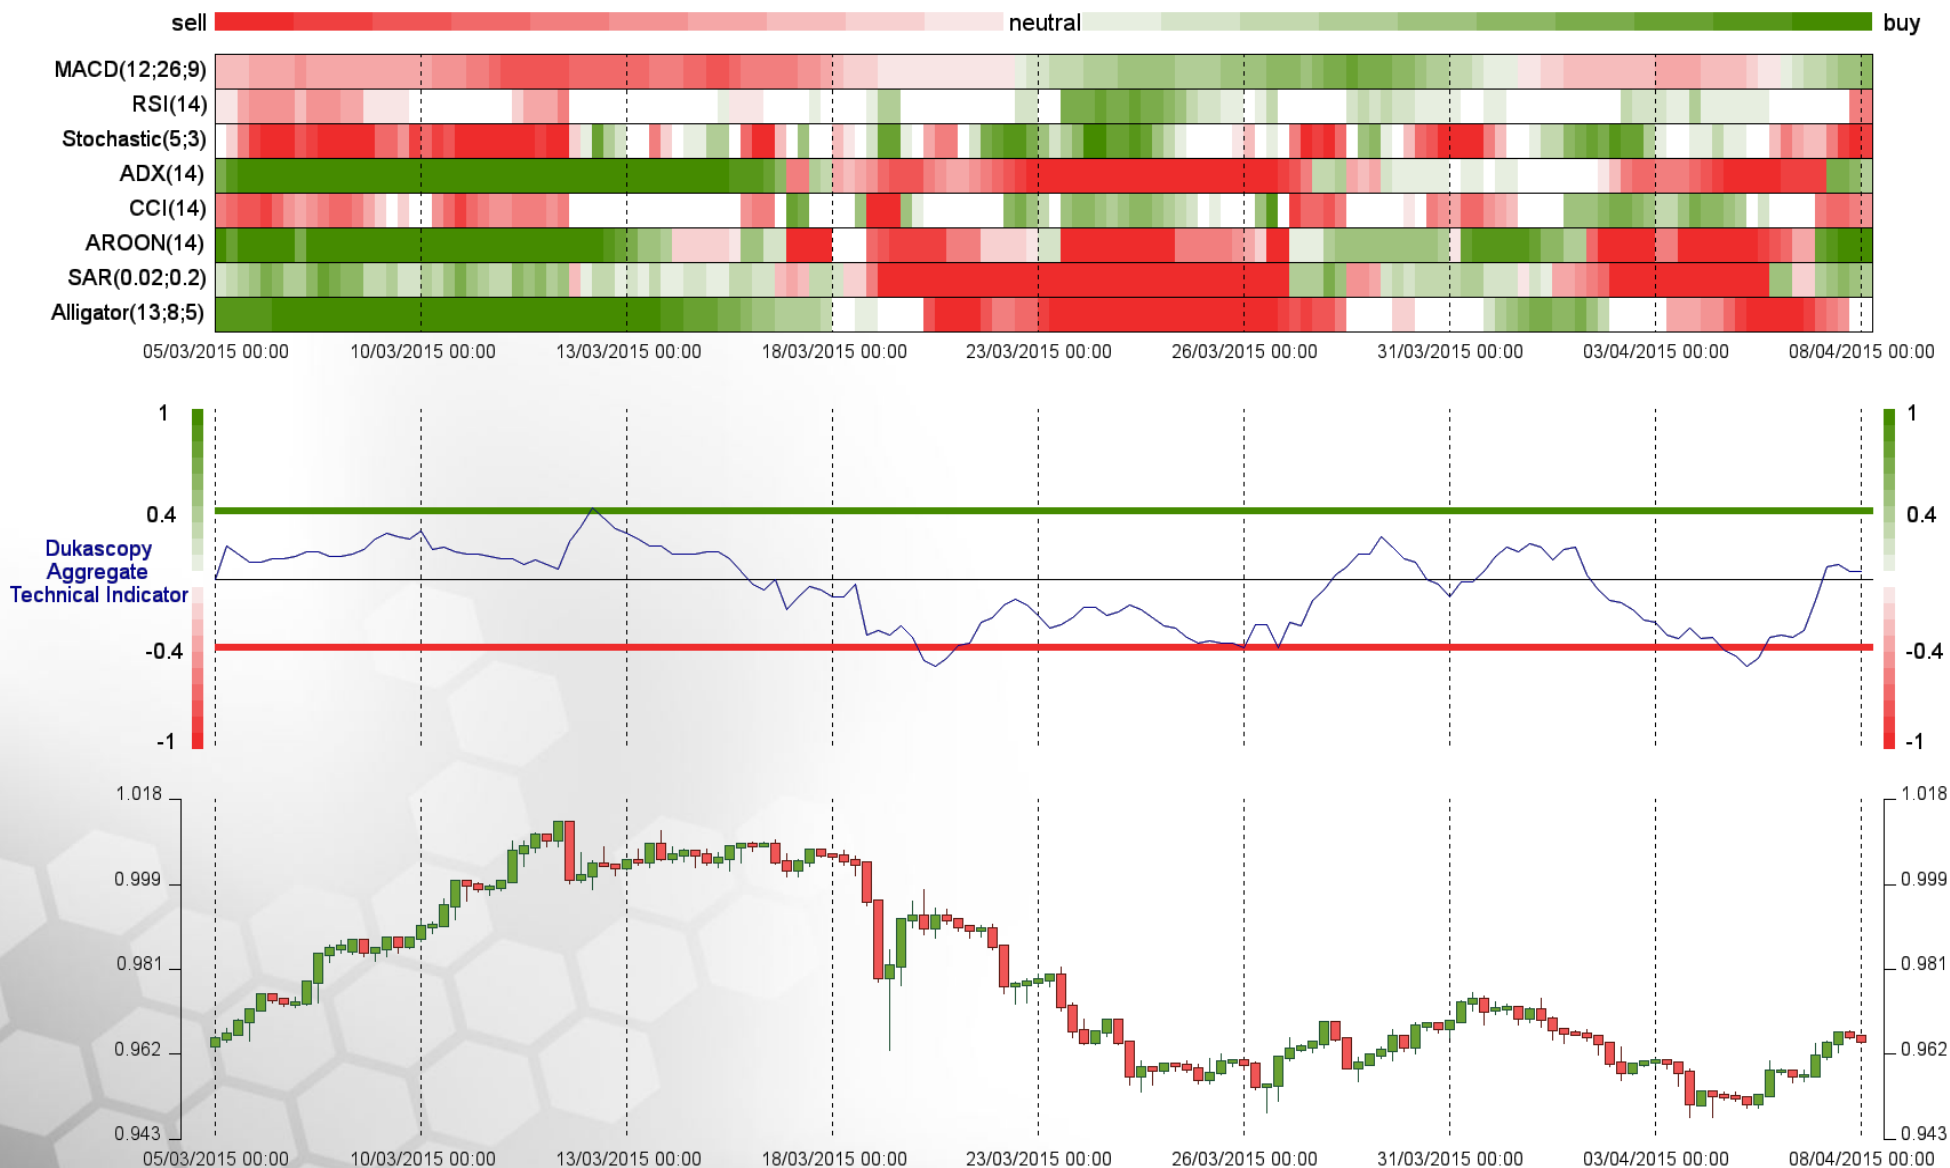 sell neutral buy
MACD(12;26;9)
RSI(14)
Stochastic(5;3)
ADX(14)
CCI(14)
AROON(14)
SAR(0.02;0.2)
Alligator(13;8;5)
05/03/2015 00:00 10/03/2015 00:00 13/03/2015 00:00 18/03/2015 00:00 23/03/2015 00:00 26/03/2015 00:00 31/03/2015 00:00 03/04/2015 00:00 08/04/2015 00:00
1 1
0.4 0.4
Dukascopy
Aggregate
Technical Indicator
-0.4 -0.4
-1 -1
1.018 1.018
0.999 0.999
0.981 0.981
0.962 0.962
0.943 0.943
05/03/2015 00:00 10/03/2015 00:00 13/03/2015 00:00 18/03/2015 00:00 23/03/2015 00:00 26/03/2015 00:00 31/03/2015 00:00 03/04/2015 00:00 08/04/2015 00:00